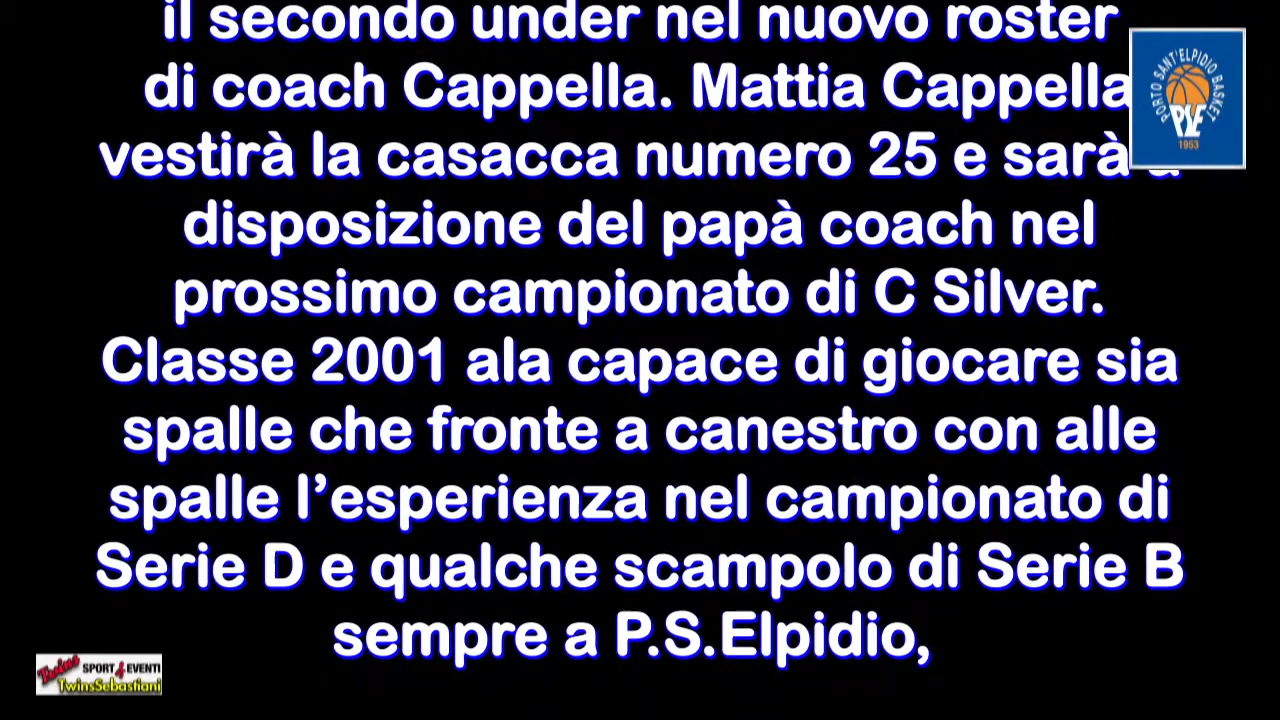 il secondo under nel nuovo roster
di coach Cappella. Mattia Cappella
vestirà la casacca numero 25 e sarà a
disposizione del papà coach nel
prossimo campionato di C Silver.
Classe 2001 ala capace di giocare sia
spalle che fronte a canestro con alle
spalle l’esperienza nel campionato di
Serie D e qualche scampolo di Serie B
sempre a P.S.Elpidio,
PORTO SANT'ELPIDIO BASKET
PSE
1953
Twins SPORT 4 EVENTI
TwinsSebastiani